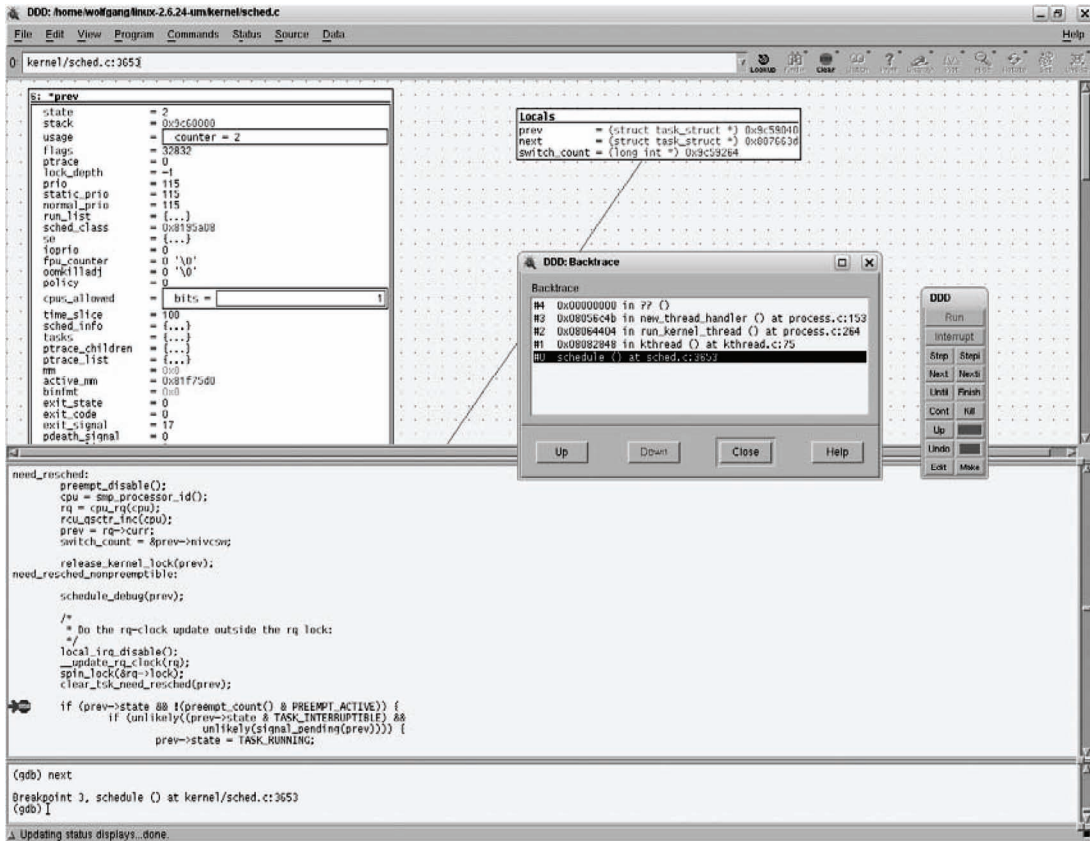 DDD: /home/wolfgang/linux-2.6.24-um/kernel/sched.c
File Edit View Program Commands Status Source Data Help
(): kernel/sched.c:3653
Lookup Clear
5: *prev
state = 2
stack = 0x9c60000
usage = counter = 2
flags = 32832
ptrace = 0
lock_depth = -1
prio = 115
static_prio = 115
normal_prio = 115
run_list = {...}
sched_class = 0x8195a08
se = {...}
ioprio = 0
fpu_counter = 0 '\0'
oomkilladj = 0 '\0'
policy = 0
cpus_allowed = bits = 1
time_slice = 100
sched_info = {...}
tasks = {...}
ptrace_children = {...}
ptrace_list = {...}
mm = 0x0
active_mm = 0x81f75d0
binfmt = 0x0
exit_state = 0
exit_code = 0
exit_signal = 17
pdeath_signal = 0
Locals
prev = (struct task_struct *) 0x9c59040
next = (struct task_struct *) 0x807663d
switch_count = (long int *) 0x9c59264
DDD: Backtrace
Backtrace
#4 0x00000000 in ?? ()
#3 0x08056c4b in new_thread_handler () at process.c:153
#2 0x08064404 in run_kernel_thread () at process.c:264
#1 0x08082848 in kthread () at kthread.c:75
#0 schedule () at sched.c:3653
Up Down Close Help
DDD
Run
Interrupt
Step Stepi
Next Nexti
Until Finish
Cont Kill
Up
Undo
Edit Make
need_resched:
preempt_disable();
cpu = smp_processor_id();
rq = cpu_rq(cpu);
rcu_qsctr_inc(cpu);
prev = rq->curr;
switch_count = &prev->nivcsw;
release_kernel_lock(prev);
need_resched_nonpreemptible:
schedule_debug(prev);
/*
* Do the rq-clock update outside the rq lock:
*/
local_irq_disable();
__update_rq_clock(rq);
spin_lock(&rq->lock);
clear_tsk_need_resched(prev);
if (prev->state && !(preempt_count() & PREEMPT_ACTIVE)) {
if (unlikely((prev->state & TASK_INTERRUPTIBLE) &&
unlikely(signal_pending(prev)))) {
prev->state = TASK_RUNNING;
(gdb) next
Breakpoint 3, schedule () at kernel/sched.c:3653
(gdb)
Updating status displays...done.